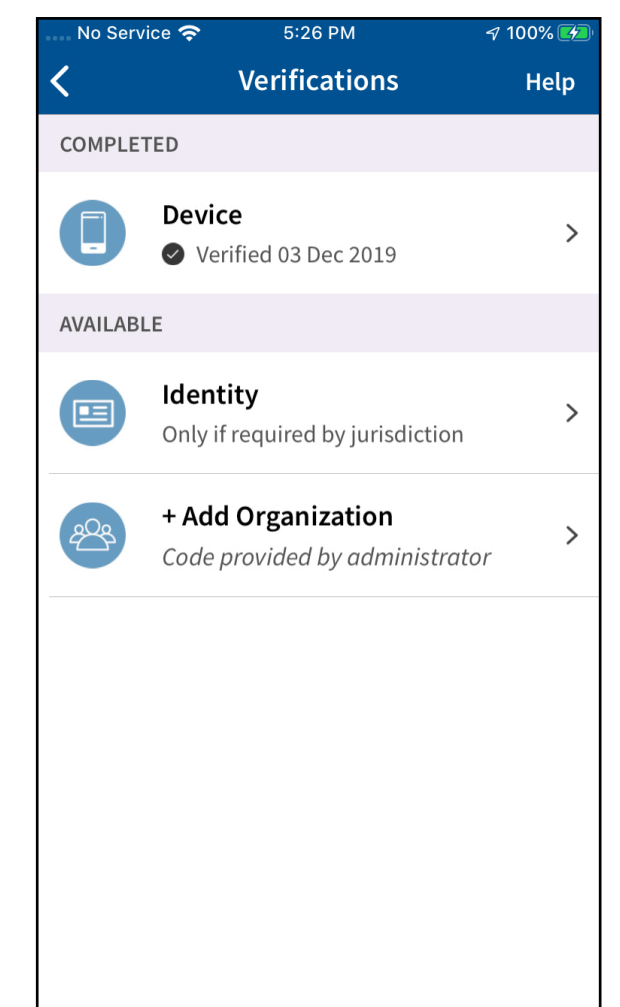 No Service 5:26 PM 100%
Verifications Help
COMPLETED
Device
Verified 03 Dec 2019
AVAILABLE
Identity
Only if required by jurisdiction
+ Add Organization
Code provided by administrator